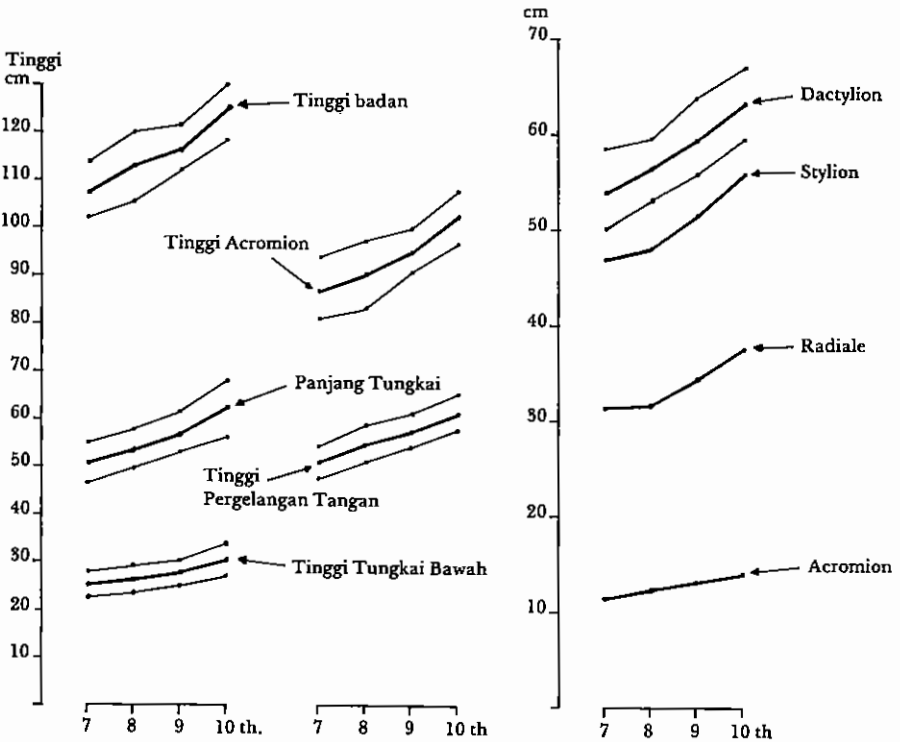 Tinggi
cm
120
110
100
90
80
70
60
50
40
30
20
10
Tinggi badan
Tinggi Acromion
Panjang Tungkai
Tinggi
Pergelangan Tangan
Tinggi Tungkai Bawah
7 8 9 10 th.
7 8 9 10 th
cm
70
60
50
40
30
20
10
Dactylion
Stylion
Radiale
Acromion
7 8 9 10 th